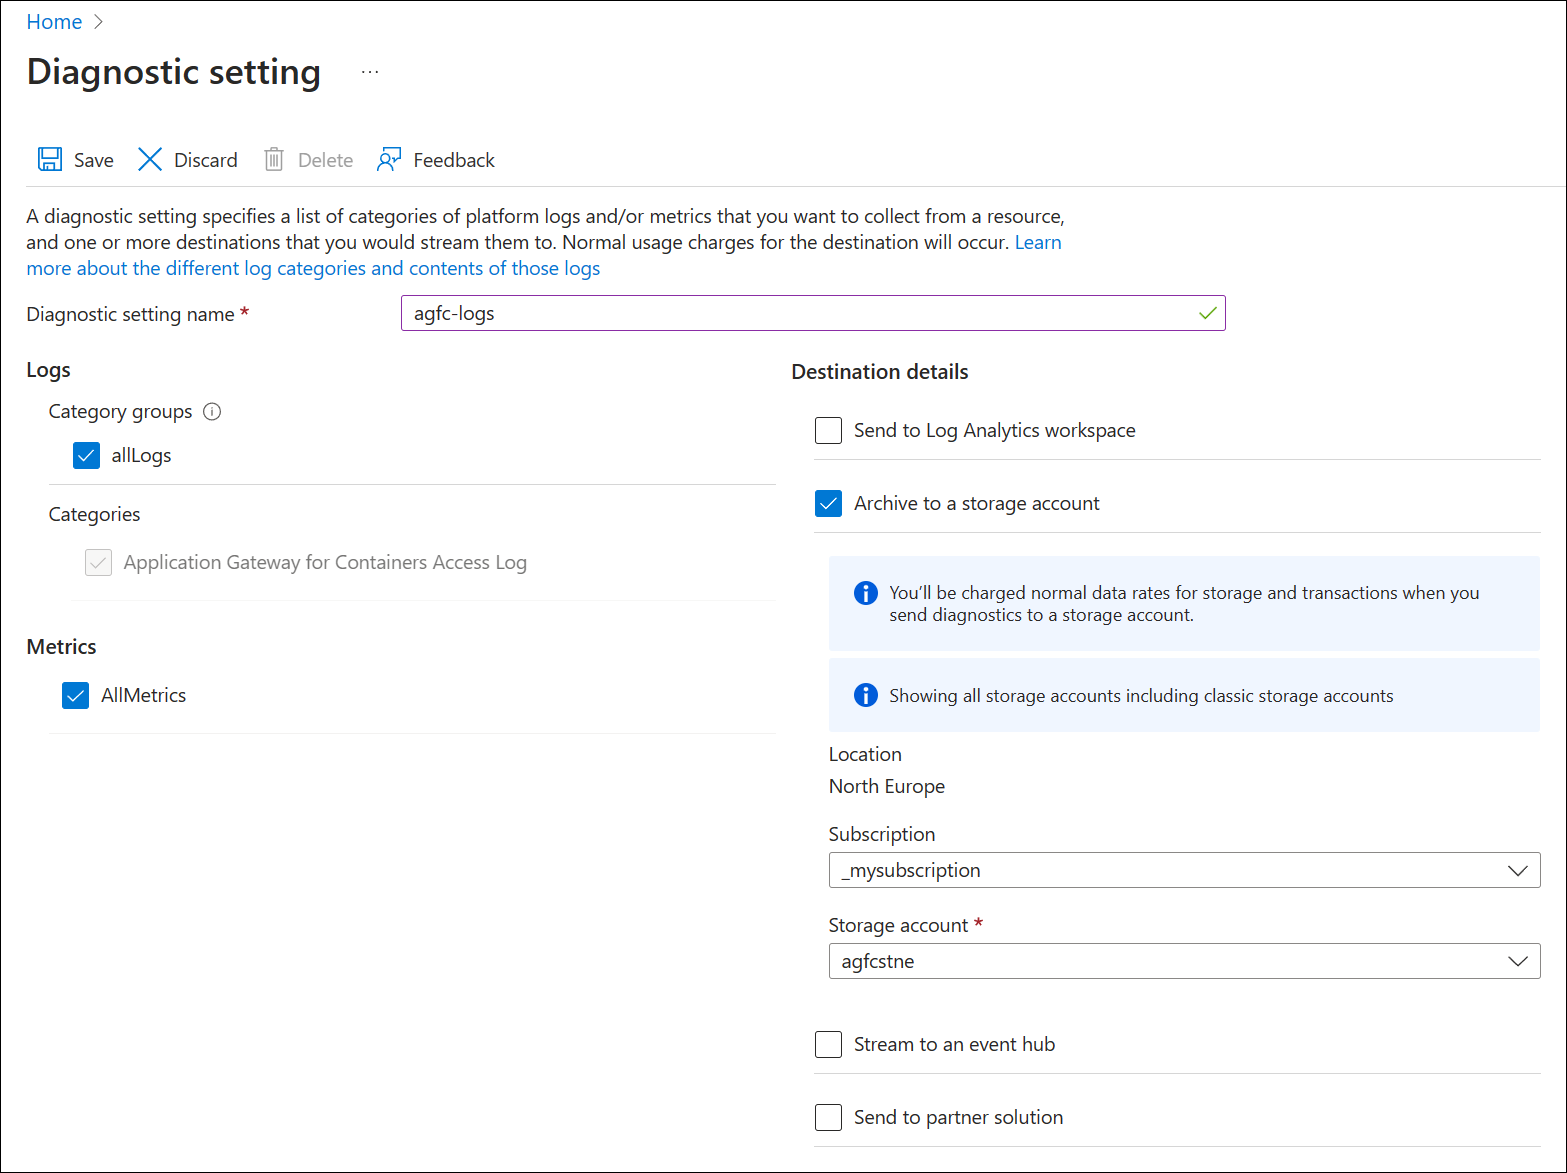 Home
Diagnostic setting ...
Save Discard Delete Feedback
A diagnostic setting specifies a list of categories of platform logs and/or metrics that you want to collect from a resource,
and one or more destinations that you would stream them to. Normal usage charges for the destination will occur. Learn
more about the different log categories and contents of those logs
Diagnostic setting name *
agfc-logs
Logs
Category groups
allLogs
Categories
Application Gateway for Containers Access Log
Metrics
AllMetrics
Destination details
Send to Log Analytics workspace
Archive to a storage account
You’ll be charged normal data rates for storage and transactions when you
send diagnostics to a storage account.
Showing all storage accounts including classic storage accounts
Location
North Europe
Subscription
_mysubscription
Storage account *
agfcstne
Stream to an event hub
Send to partner solution